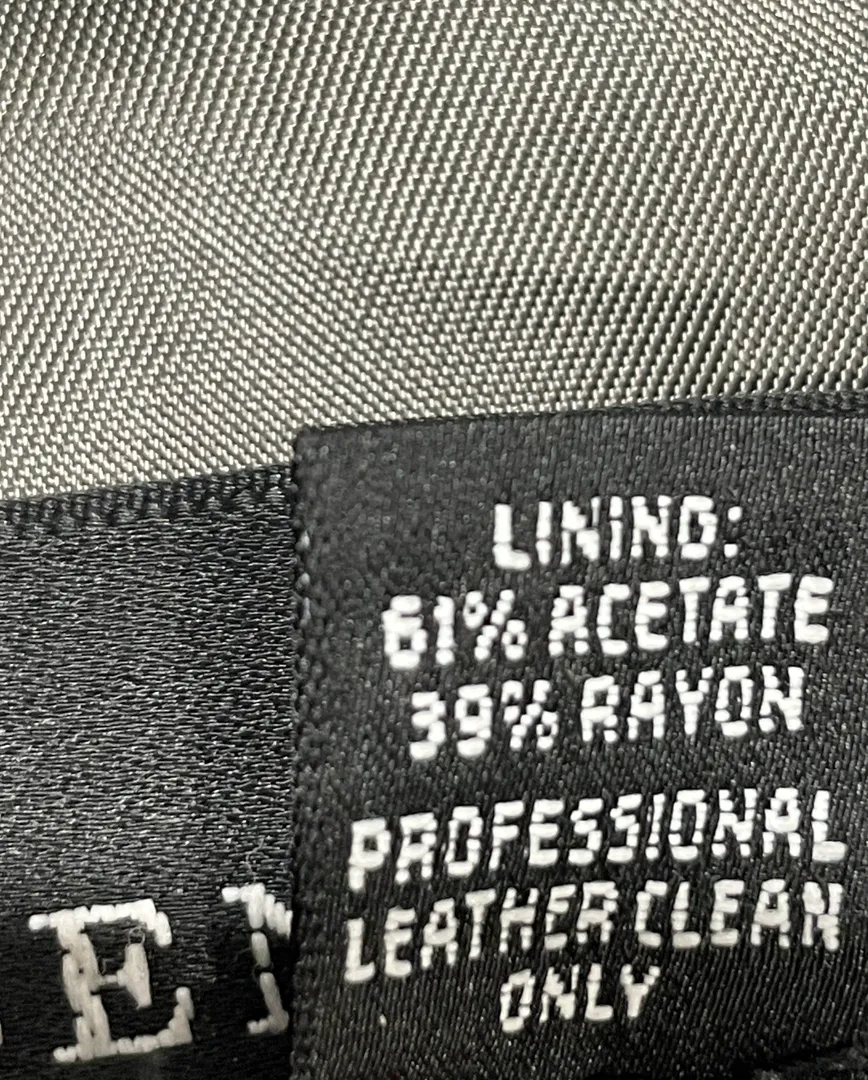 LINING:
61% ACETATE
39% RAYON
PROFESSIONAL
LEATHER CLEAN
ONLY